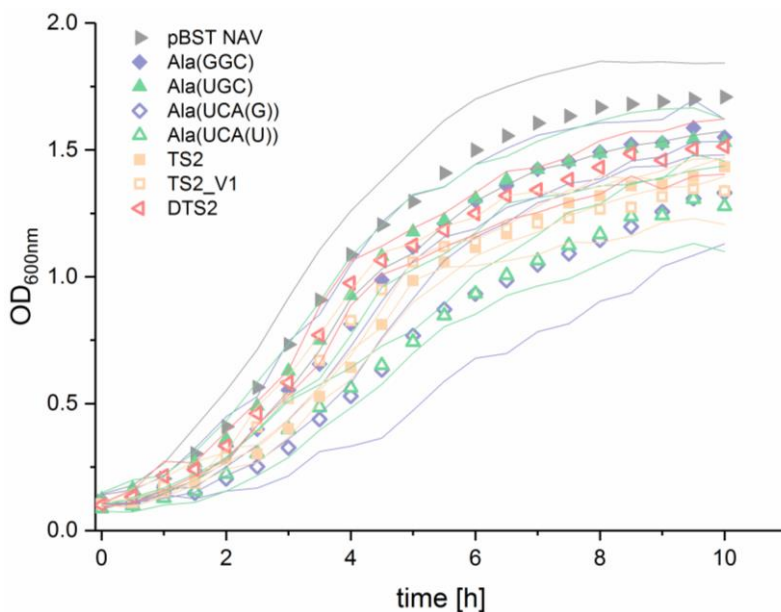 2.0
1.5
1.0
0.5
0.0
OD600nm
pBST NAV
Ala(GGC)
Ala(UGC)
Ala(UCA(G))
Ala(UCA(U))
TS2
TS2_V1
DTS2
0
2
4
6
8
10
time [h]